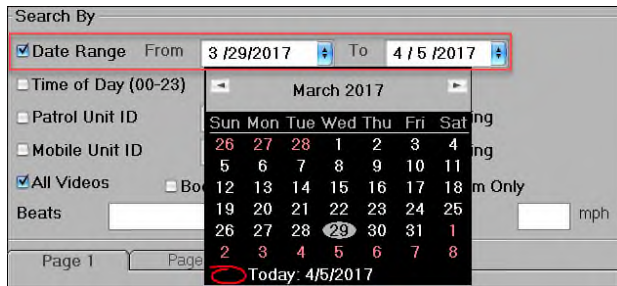 Search By
Date Range From 3 /29/2017 To 4 / 5 /2017
Time of Day (00-23)
March 2017
Patrol Unit ID
Sun Mon Tue Wed Thu Fri Sat
ing
26 27 28 1 2 3 4
Mobile Unit ID
ing
5 6 7 8 9 10 11
All Videos Bo
12 13 14 15 16 17 18
m Only
Beats
19 20 21 22 23 24 25
mph
26 27 28 29 30 31 1
Page 1 Page
2 3 4 5 6 7 8
Today: 4/5/2017